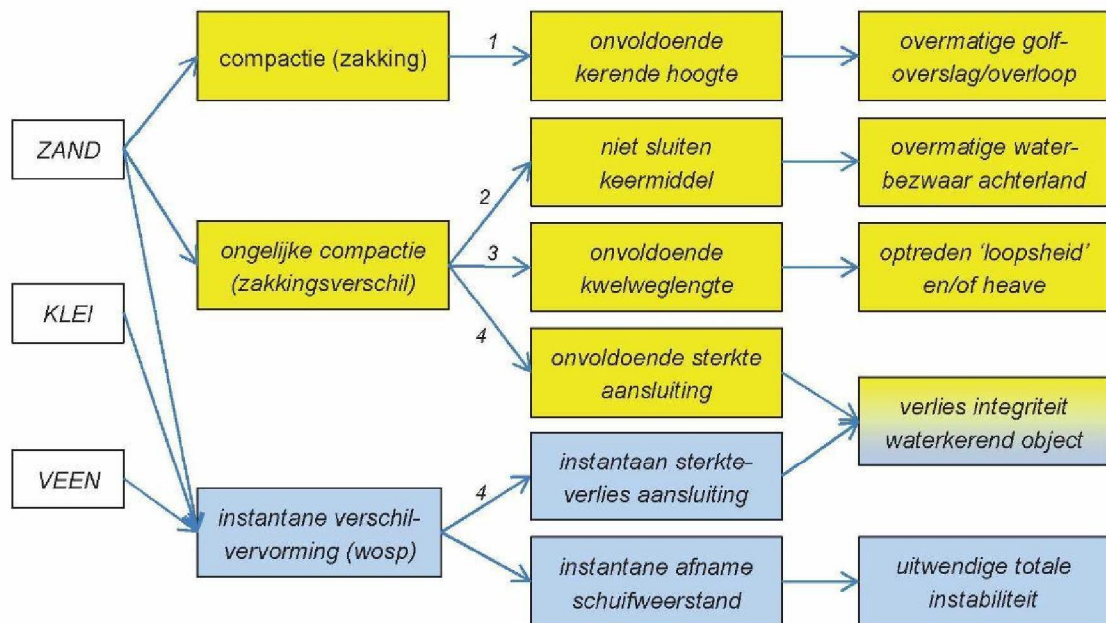 ZAND
KLEI
VEEN
compactie (zakking)
ongelijke compactie
(zakkingsverschil)
instantane verschil-
vervorming (wosp)
1
2
3
4
4
onvoldoende
kerende hoogte
niet sluiten
keermiddel
onvoldoende
kwelweglengte
onvoldoende sterkte
aansluiting
instantaan sterkte-
verlies aansluiting
instantane afname
schuifweerstand
overmatige golf-
overslag/overloop
overmatige water-
bezwaar achterland
optreden ‘loopsheid’
en/of heave
verlies integriteit
waterkerend object
uitwendige totale
instabiliteit